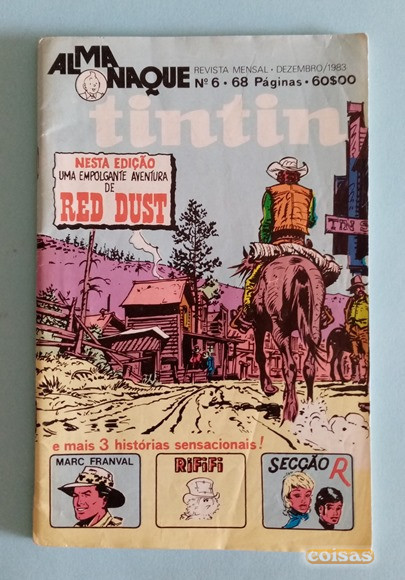 ALMANAQUE
REVISTA MENSAL • DEZEMBRO/1983
Nº 6 • 68 Páginas • 60$00
tintin
NESTA EDIÇÃO
UMA EMPOLGANTE AVENTURA
DE
RED DUST
e mais 3 histórias sensacionais!
MARC FRANVAL
RiFiFi
SECÇÃO R
coisas